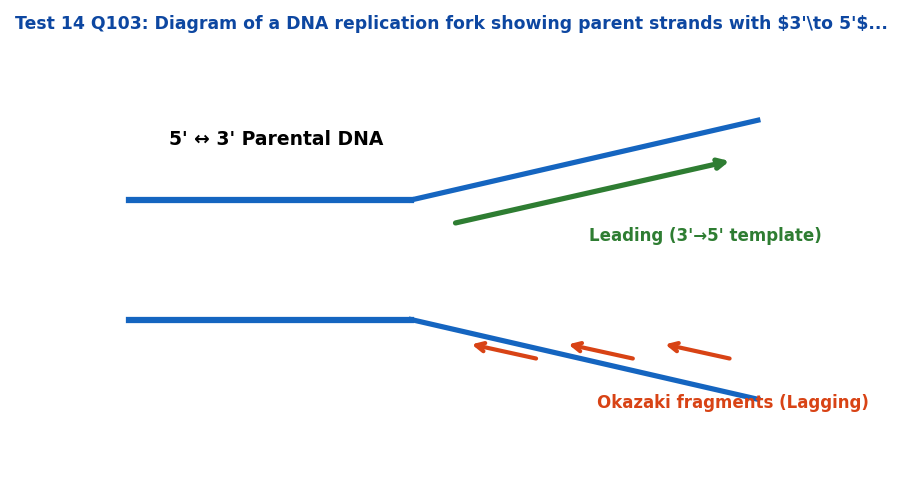 Test 14 Q103: Diagram of a DNA replication fork showing parent strands with $3'\to 5'$...
5' ↔ 3' Parental DNA
Leading (3'→5' template)
Okazaki fragments (Lagging)